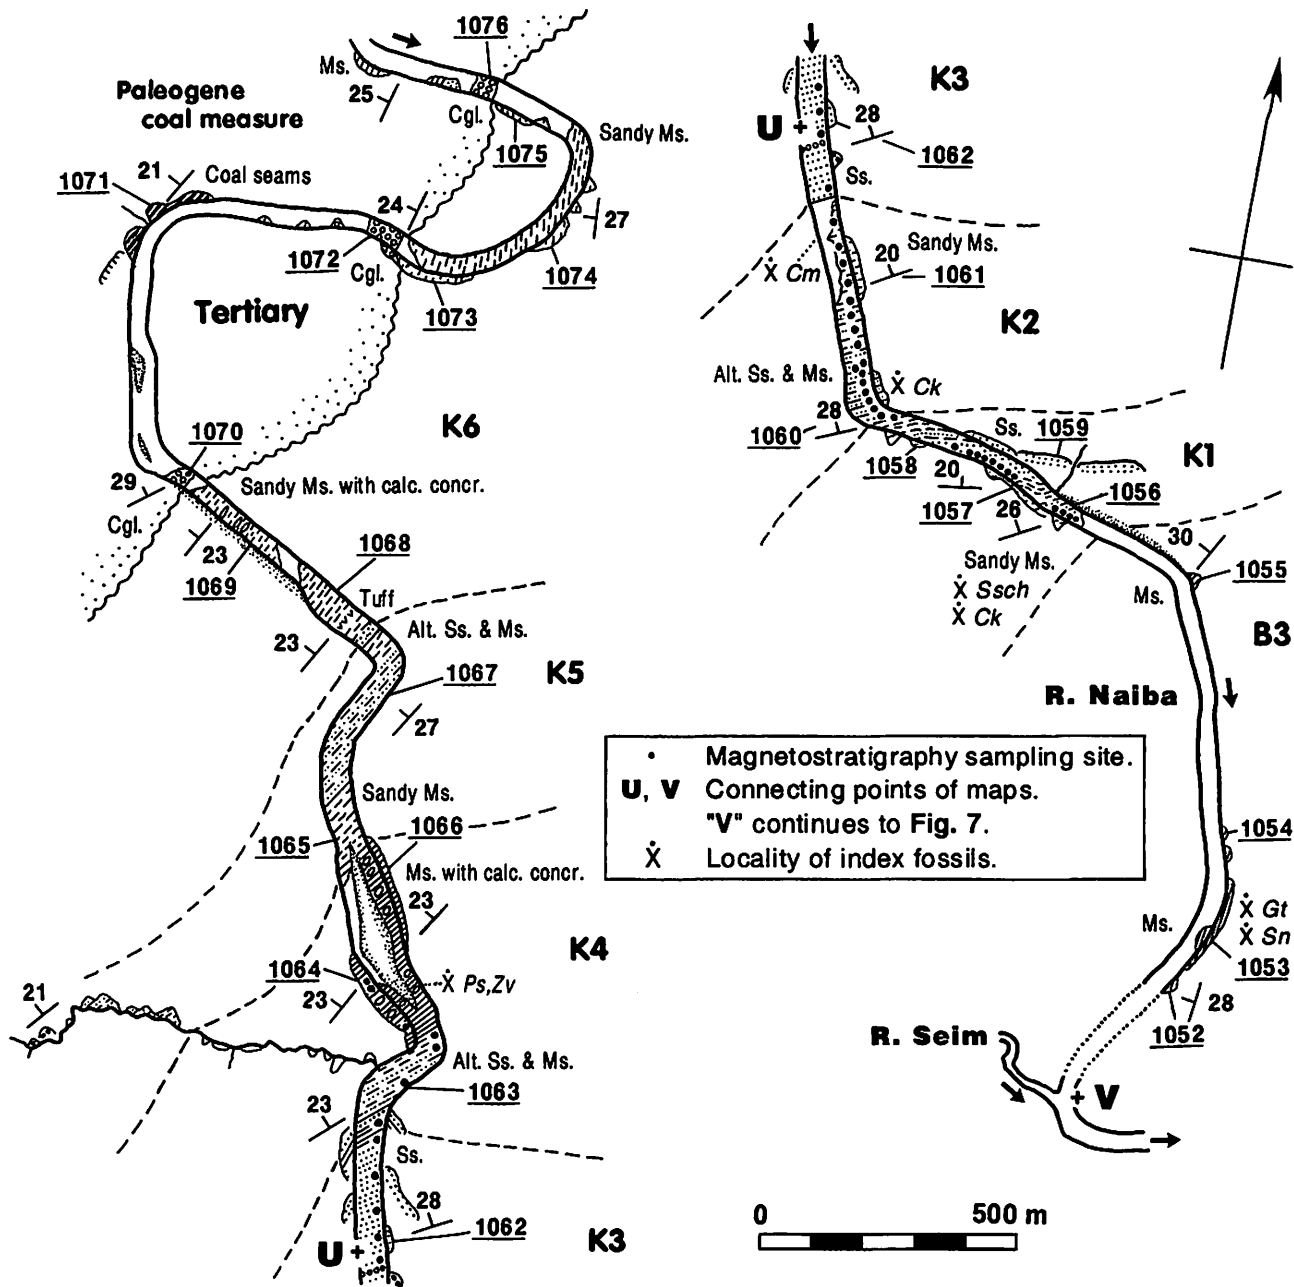 1076
Ms.
25
Cgl.
Paleogene
coal measure
1075
Sandy Ms.
1071
21
Coal seams
24
27
1072
Cgl.
1074
1073
Tertiary
K6
1070
29
Sandy Ms. with calc. concr.
Cgl.
23
1069
1068
Tuff
Alt. Ss. & Ms.
23
K5
1067
27
Sandy Ms.
1066
1065
Ms. with calc. concr.
23
K4
1064
Ps,Zv
23
21
Alt. Ss. & Ms.
1063
23
Ss.
28
1062
K3
U
K3
U
28
1062
Ss.
Sandy Ms.
Cm
20
1061
K2
Alt. Ss. & Ms.
Ck
28
1060
Ss.
1059
K1
1058
20
1057
1056
26
30
Sandy Ms.
Ssch
Ck
Ms.
1055
B3
R. Naiba
• Magnetostratigraphy sampling site.
U, V Connecting points of maps.
"V" continues to Fig. 7.
Ẋ Locality of index fossils.
1054
Ms.
Gt
Sn
1053
28
1052
R. Seim
V
0 500 m